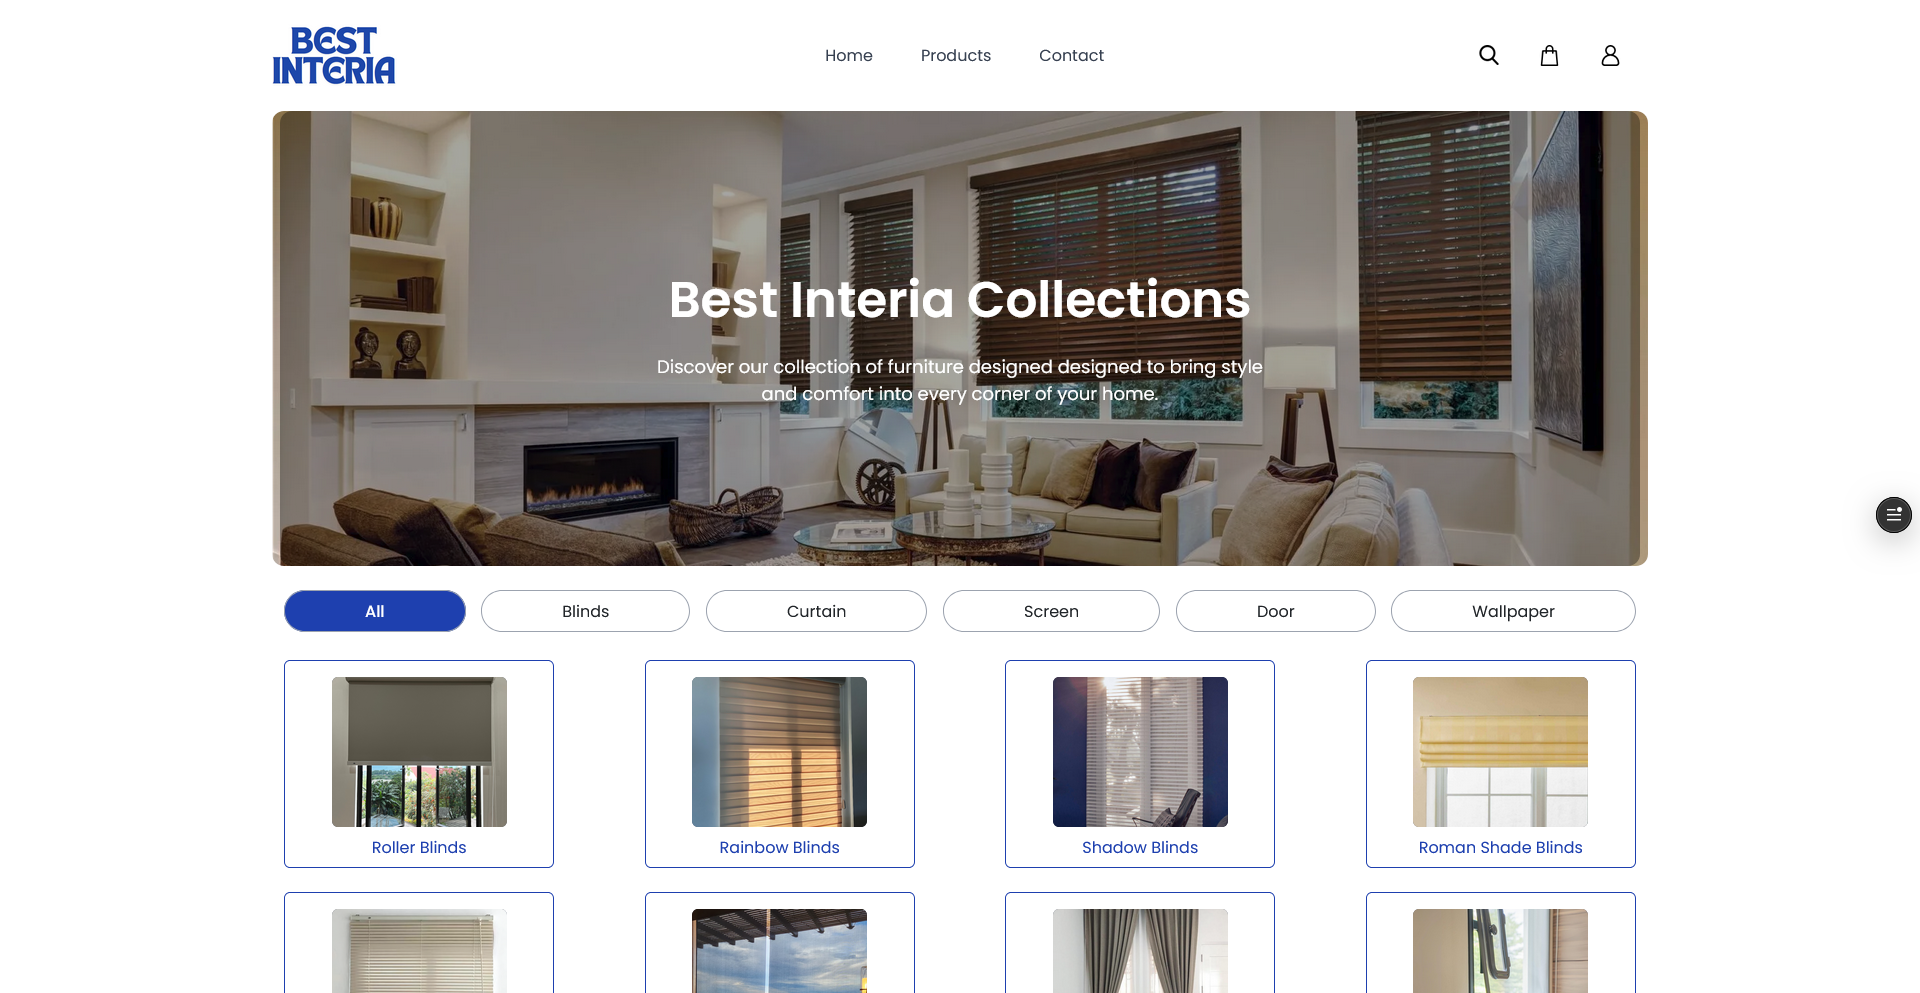 BEST
INTERIA
Home
Products
Contact
Best Interia Collections
Discover our collection of furniture designed designed to bring style
and comfort into every corner of your home.
All
Blinds
Curtain
Screen
Door
Wallpaper
Roller Blinds
Rainbow Blinds
Shadow Blinds
Roman Shade Blinds